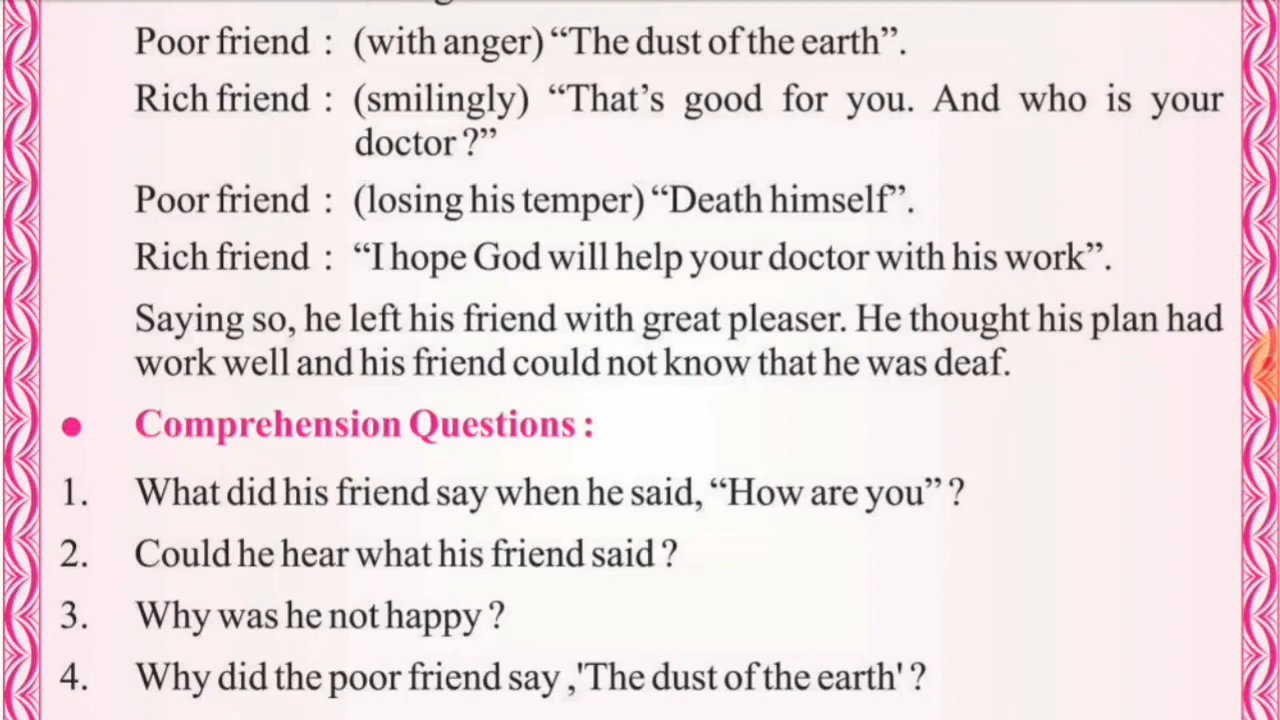 Poor friend : (with anger) “The dust of the earth”.
Rich friend : (smilingly) “That’s good for you. And who is your
doctor ?”
Poor friend : (losing his temper) “Death himself”.
Rich friend : “I hope God will help your doctor with his work”.
Saying so, he left his friend with great pleaser. He thought his plan had
work well and his friend could not know that he was deaf.
• Comprehension Questions :
1. What did his friend say when he said, “How are you” ?
2. Could he hear what his friend said ?
3. Why was he not happy ?
4. Why did the poor friend say ,'The dust of the earth' ?